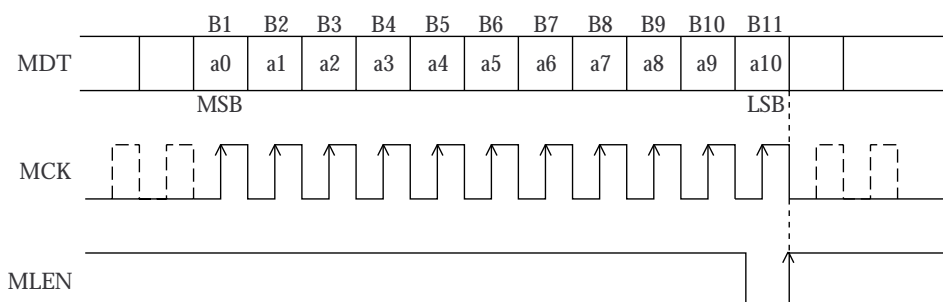 B1 B2 B3 B4 B5 B6 B7 B8 B9 B10 B11
MDT a0 a1 a2 a3 a4 a5 a6 a7 a8 a9 a10
MSB LSB
MCK
MLEN